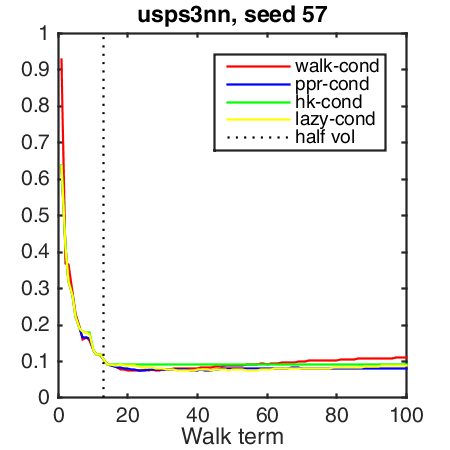 usps3nn, seed 57
1
0.9
0.8
0.7
0.6
0.5
0.4
0.3
0.2
0.1
0
walk-cond
ppr-cond
hk-cond
lazy-cond
half vol
0 20 40 60 80 100
Walk term